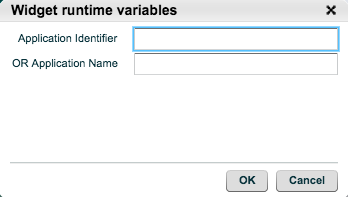 Widget runtime variables
Application Identifier
OR Application Name
OK Cancel